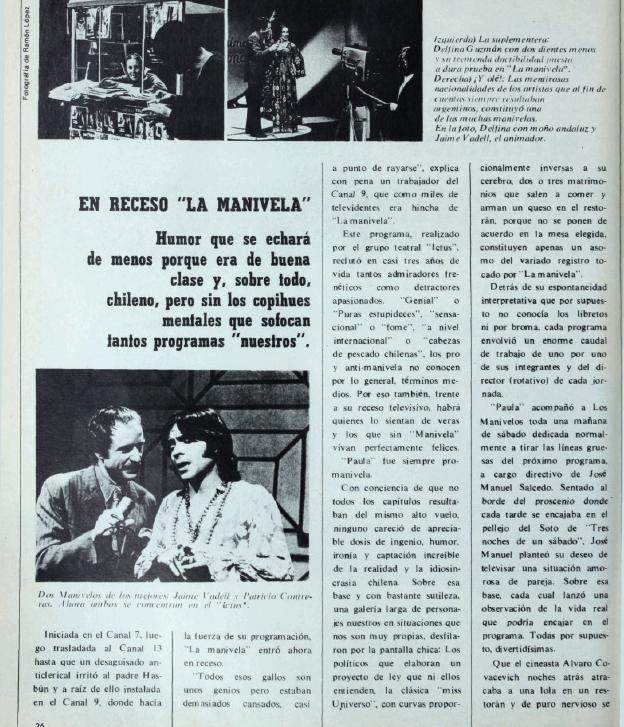 Fotografía de Ramón López
Izquierda) La suplementera:
Delfina Guzmán con dos dientes menos
y su tremenda ductibilidad puesta
a dura prueba en "La manivela".
Derecha) ¡Y olé!: Las mentirosas
nacionalidades de los artistas que al fin de
cuentas siempre resultaban
argentinos, constituyó una
de las muchas manivelas.
En la foto, Delfina con moño andaluz y
Jaime Vadell, el animador.
EN RECESO "LA MANIVELA"
Humor que se echará
de menos porque era de buena
clase y, sobre todo,
chileno, pero sin los copihues
mentales que sofocan
tantos programas "nuestros".
Dos Manivelos de los mejores: Jaime Vadell y Patricio Contre-
ras. Ahora ambos se concentran en el "Ictus".
Iniciada en el Canal 7, lue-
go trasladada al Canal 13
hasta que un desaguisado an-
ticlerical irritó al padre Has-
bún y a raíz de ello instalada
en el Canal 9, donde hacía
la fuerza de su programación,
"La manivela" entró ahora
en receso.
"Todos esos gallos son
unos genios pero estaban
demasiados cansados, casi
a punto de rayarse", explica
con pena un trabajador del
Canal 9, que como miles de
televidentes era hincha de
"La manivela".
Este programa, realizado
por el grupo teatral "Ictus",
reclutó en casi tres años de
vida tantos admiradores fre-
néticos como detractores
apasionados. "Genial" o
"Puras estupideces", "sensa-
cional" o "fome", "a nivel
internacional" o "cabezas
de pescado chilenas", los pro
y anti-manivela no conocen
por lo general, términos me-
dios. Por eso también, frente
a su receso televisivo, habrá
quienes lo sientan de veras
y los que sin "Manivela"
vivan perfectamente felices.
"Paula" fue siempre pro-
manivela.
Con conciencia de que no
todos los capítulos resulta-
ban del mismo alto vuelo,
ninguno careció de aprecia-
ble dosis de ingenio, humor,
ironía y captación increíble
de la realidad y la idiosin-
crasia chilena. Sobre esa
base y con bastante sutileza,
una galería larga de persona-
jes nuestros en situaciones que
nos son muy propias, desfila-
ron por la pantalla chica: Los
políticos que elaboran un
proyecto de ley que ni ellos
entienden, la clásica "miss
Universo", con curvas propor-
cionalmente inversas a su
cerebro, dos o tres matrimo-
nios que salen a comer y
arman un queso en el resto-
rán, porque no se ponen de
acuerdo en la mesa elegida,
constituyen apenas un aso-
mo del variado registro to-
cado por "La manivela".
Detrás de su espontaneidad
interpretativa que por supues-
to no conocía los libretos
ni por broma, cada programa
envolvió un enorme caudal
de trabajo de uno por uno
de sus integrantes y del di-
rector (rotativo) de cada jor-
nada.
"Paula" acompañó a Los
Manivelos toda una mañana
de sábado dedicada normal-
mente a tirar las líneas grue-
sas del próximo programa,
a cargo directivo de José
Manuel Salcedo. Sentado al
borde del proscenio donde
cada tarde se encajaba en el
pellejo del Soto de "Tres
noches de un sábado", José
Manuel planteó su deseo de
televisar una situación amo-
rosa de pareja. Sobre esa
base, cada cual lanzó una
observación de la vida real
que podría encajar en el
programa. Todas por supues-
to, divertidísimas.
Que el cineasta Alvaro Co-
vacevich noches atrás atra-
caba a una lola en un res-
torán y de puro nervioso se
26